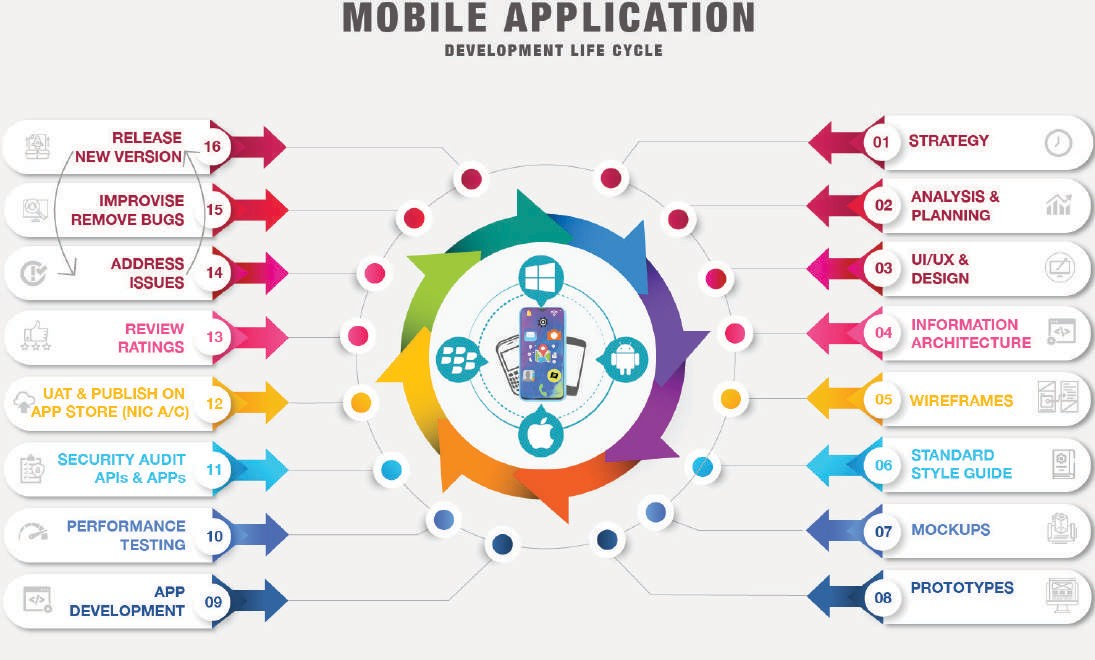 MOBILE APPLICATION
DEVELOPMENT LIFE CYCLE
01
STRATEGY
02
ANALYSIS &
PLANNING
03
UI/UX &
DESIGN
04
INFORMATION
ARCHITECTURE
05
WIREFRAMES
06
STANDARD
STYLE GUIDE
07
MOCKUPS
08
PROTOTYPES
09
APP
DEVELOPMENT
10
PERFORMANCE
TESTING
11
SECURITY AUDIT
APIs & APPs
12
UAT & PUBLISH ON
APP STORE (NIC A/C)
13
REVIEW
RATINGS
14
ADDRESS
ISSUES
15
IMPROVISE
REMOVE BUGS
16
RELEASE
NEW VERSION